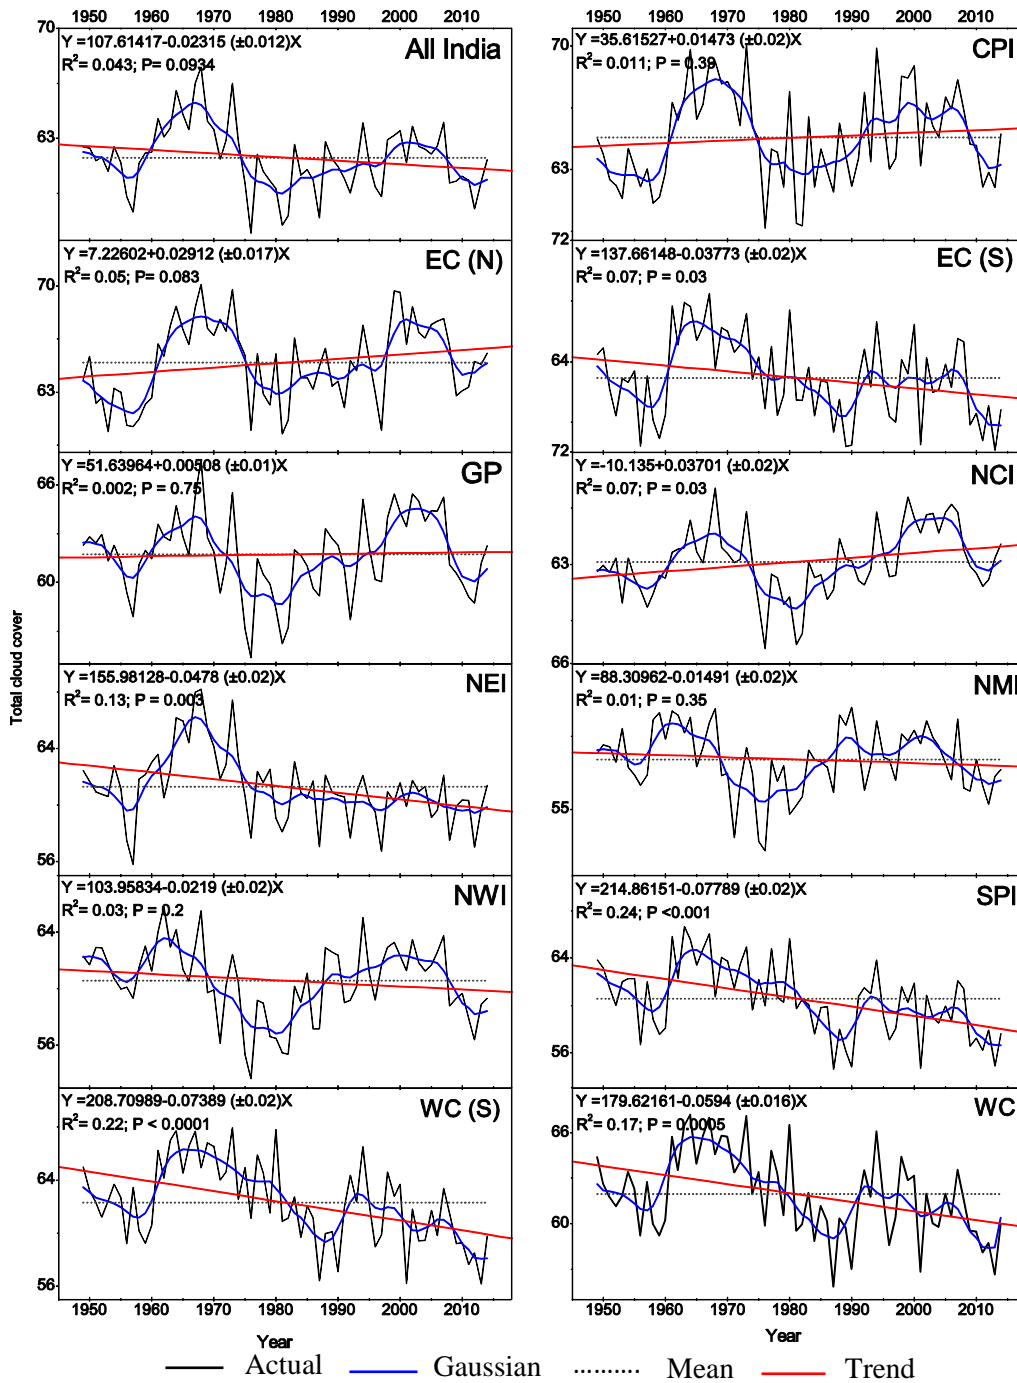 1950 1960 1970 1980 1990 2000 2010
1950 1960 1970 1980 1990 2000 2010
70
63
Y =107.61417-0.02315 (±0.012)X
R²= 0.043; P= 0.0934
All India
70
63
Y =35.61527+0.01473 (±0.02)X
R²= 0.011; P = 0.39
CPI
70
63
Y =7.22602+0.02912 (±0.017)X
R²= 0.05; P= 0.083
EC (N)
72
64
Y =137.66148-0.03773 (±0.02)X
R²= 0.07; P = 0.03
EC (S)
66
60
Y =51.63964+0.00508 (±0.01)X
R²= 0.002; P = 0.75
GP
72
63
Y =-10.135+0.03701 (±0.02)X
R²= 0.07; P = 0.03
NCI
64
56
Y =155.98128-0.0478 (±0.02)X
R²= 0.13; P = 0.003
NEI
66
55
Y =88.30962-0.01491 (±0.02)X
R²= 0.01; P = 0.35
NMI
64
56
Y =103.95834-0.0219 (±0.02)X
R²= 0.03; P = 0.2
NWI
64
56
Y =214.86151-0.07789 (±0.02)X
R²= 0.24; P <0.001
SPI
64
56
Y =208.70989-0.07389 (±0.02)X
R²= 0.22; P < 0.0001
WC (S)
66
60
Y =179.62161-0.0594 (±0.016)X
R²= 0.17; P = 0.0005
WC
Total cloud cover
1950 1960 1970 1980 1990 2000 2010
1950 1960 1970 1980 1990 2000 2010
Year
Year
Actual Gaussian Mean Trend